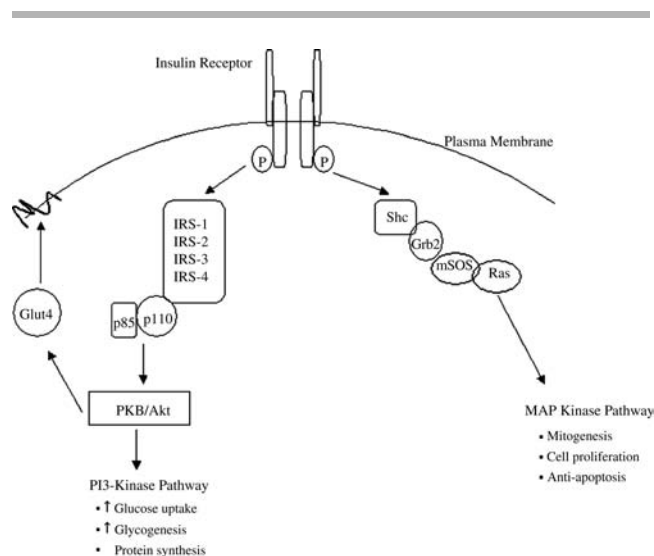 Insulin Receptor
Plasma Membrane
P
P
IRS-1
IRS-2
IRS-3
IRS-4
Shc
Grb2
mSOS
Ras
Glut4
p85
p110
PKB/Akt
PI3-Kinase Pathway
• ↑ Glucose uptake
• ↑ Glycogenesis
• Protein synthesis
MAP Kinase Pathway
• Mitogenesis
• Cell proliferation
• Anti-apoptosis